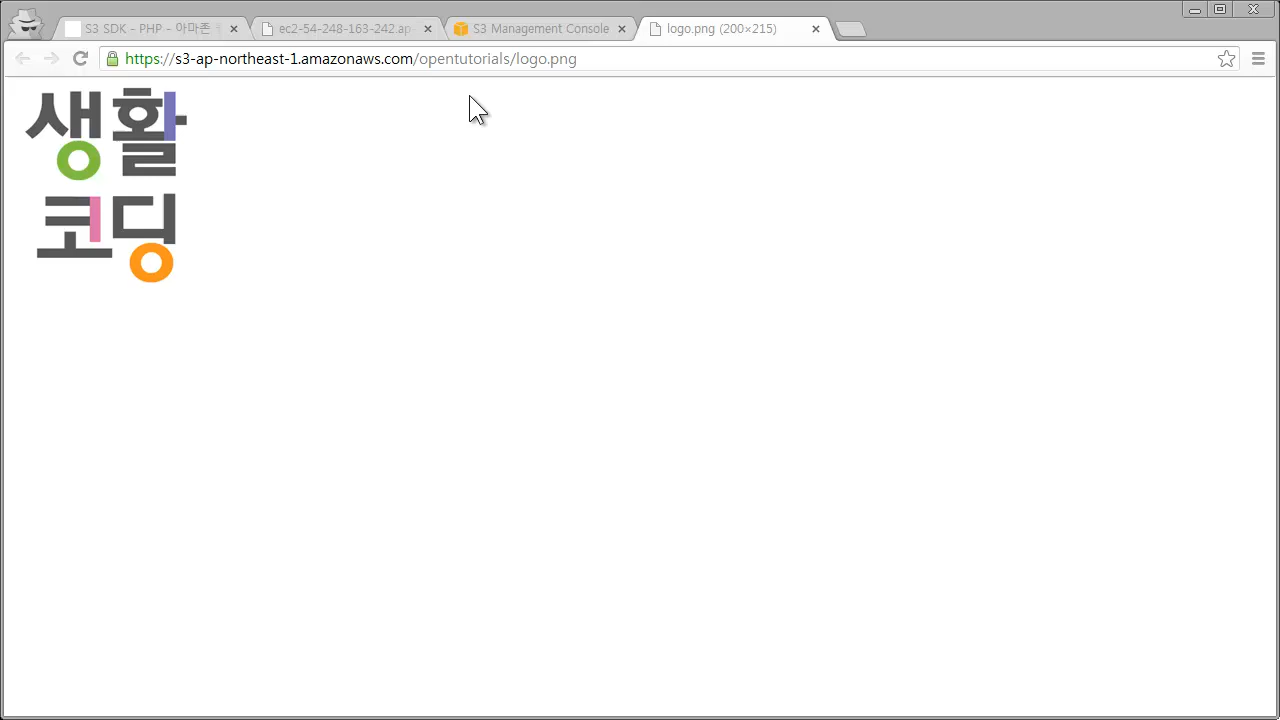 S3 SDK - PHP - 아마존
ec2-54-248-163-242.ap
S3 Management Console
logo.png (200×215)
https://s3-ap-northeast-1.amazonaws.com/opentutorials/logo.png
생활
코딩